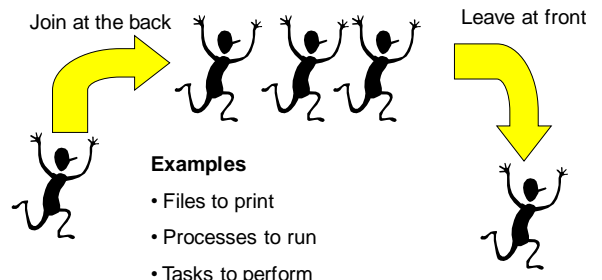 Join at the back
Leave at front
Examples
• Files to print
• Processes to run
• Tasks to perform